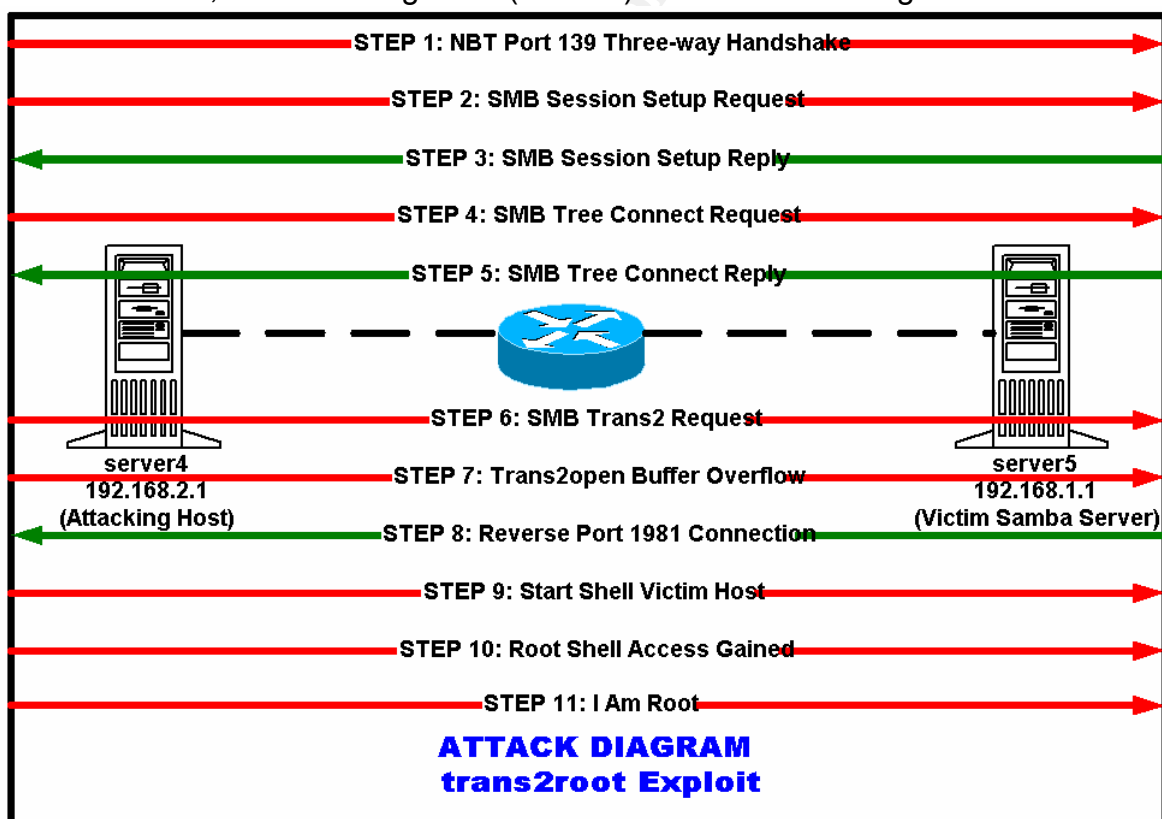 STEP 1: NBT Port 139 Three-way Handshake
STEP 2: SMB Session Setup Request
STEP 3: SMB Session Setup Reply
STEP 4: SMB Tree Connect Request
STEP 5: SMB Tree Connect Reply
STEP 6: SMB Trans2 Request
server4
192.168.2.1
(Attacking Host)
server5
192.168.1.1
(Victim Samba Server)
STEP 7: Trans2open Buffer Overflow
STEP 8: Reverse Port 1981 Connection
STEP 9: Start Shell Victim Host
STEP 10: Root Shell Access Gained
STEP 11: I Am Root
ATTACK DIAGRAM
trans2root Exploit